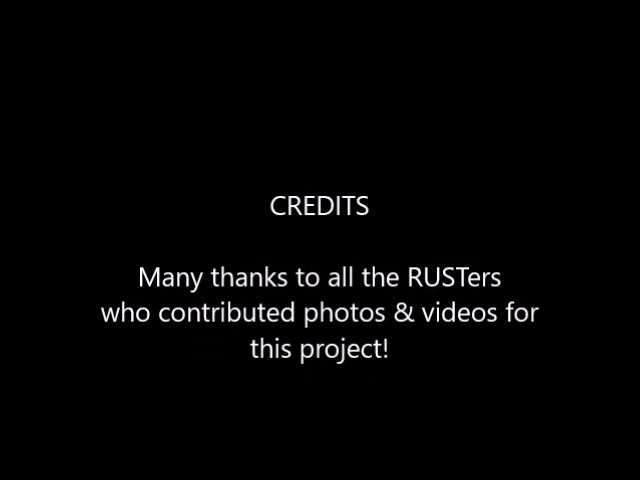 CREDITS
Many thanks to all the RUSTers
who contributed photos & videos for
this project!